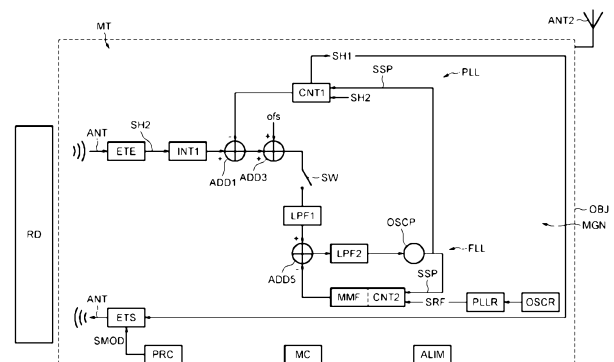 ANT2
MT
SH1
SSP
PLL
CNT1
SH2
ofs
ANT
SH2
ETE
INT1
ADD1
ADD3
SW
OBJ
MGN
LPF1
RD
OSCP
LPF2
FLL
ADD5
SSP
ANT
MMF
CNT2
SRF
PLLR
OSCR
ETS
SMOD
PRC
MC
ALIM